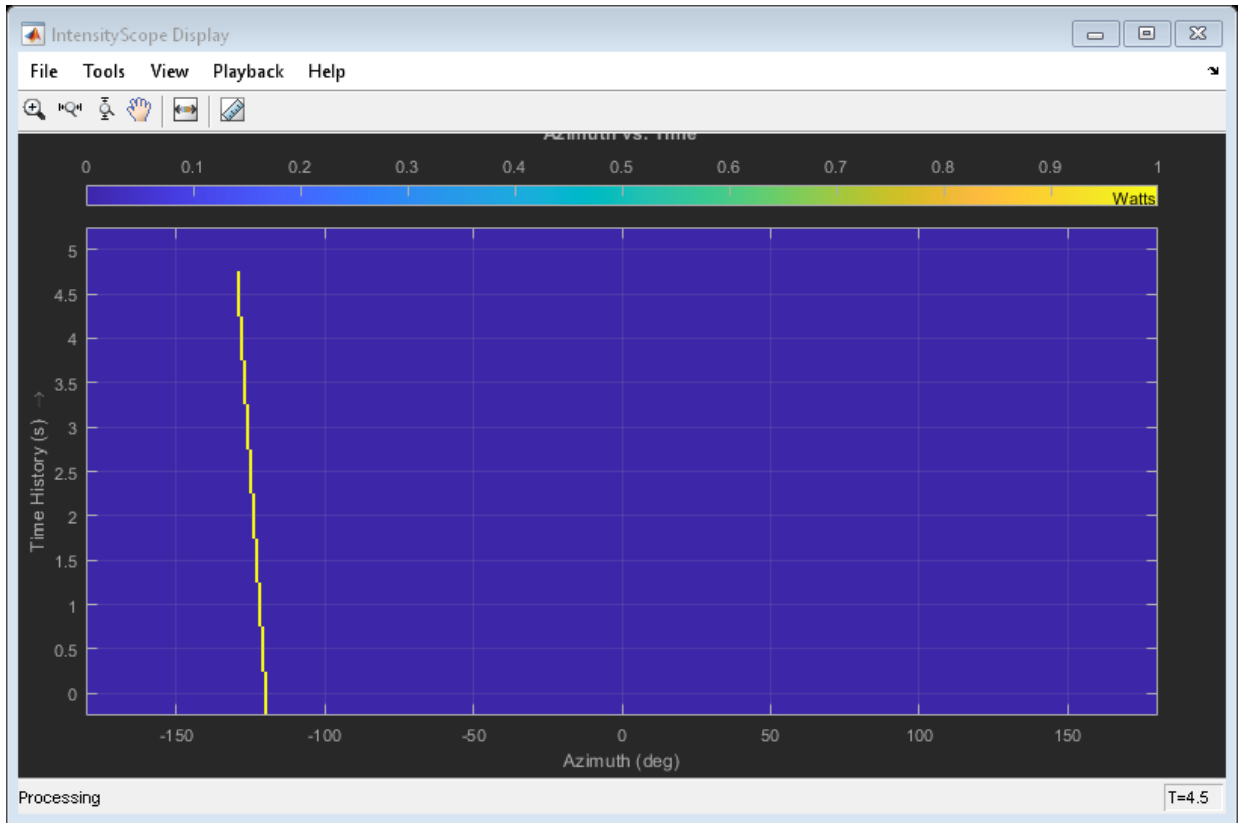 IntensityScope Display
File Tools View Playback Help
Azimuth vs. Time
0 0.1 0.2 0.3 0.4 0.5 0.6 0.7 0.8 0.9 1
Watts
5
4.5
4
3.5
3
2.5
2
1.5
1
0.5
0
Time History (s) →
-150 -100 -50 0 50 100 150
Azimuth (deg)
Processing T=4.5